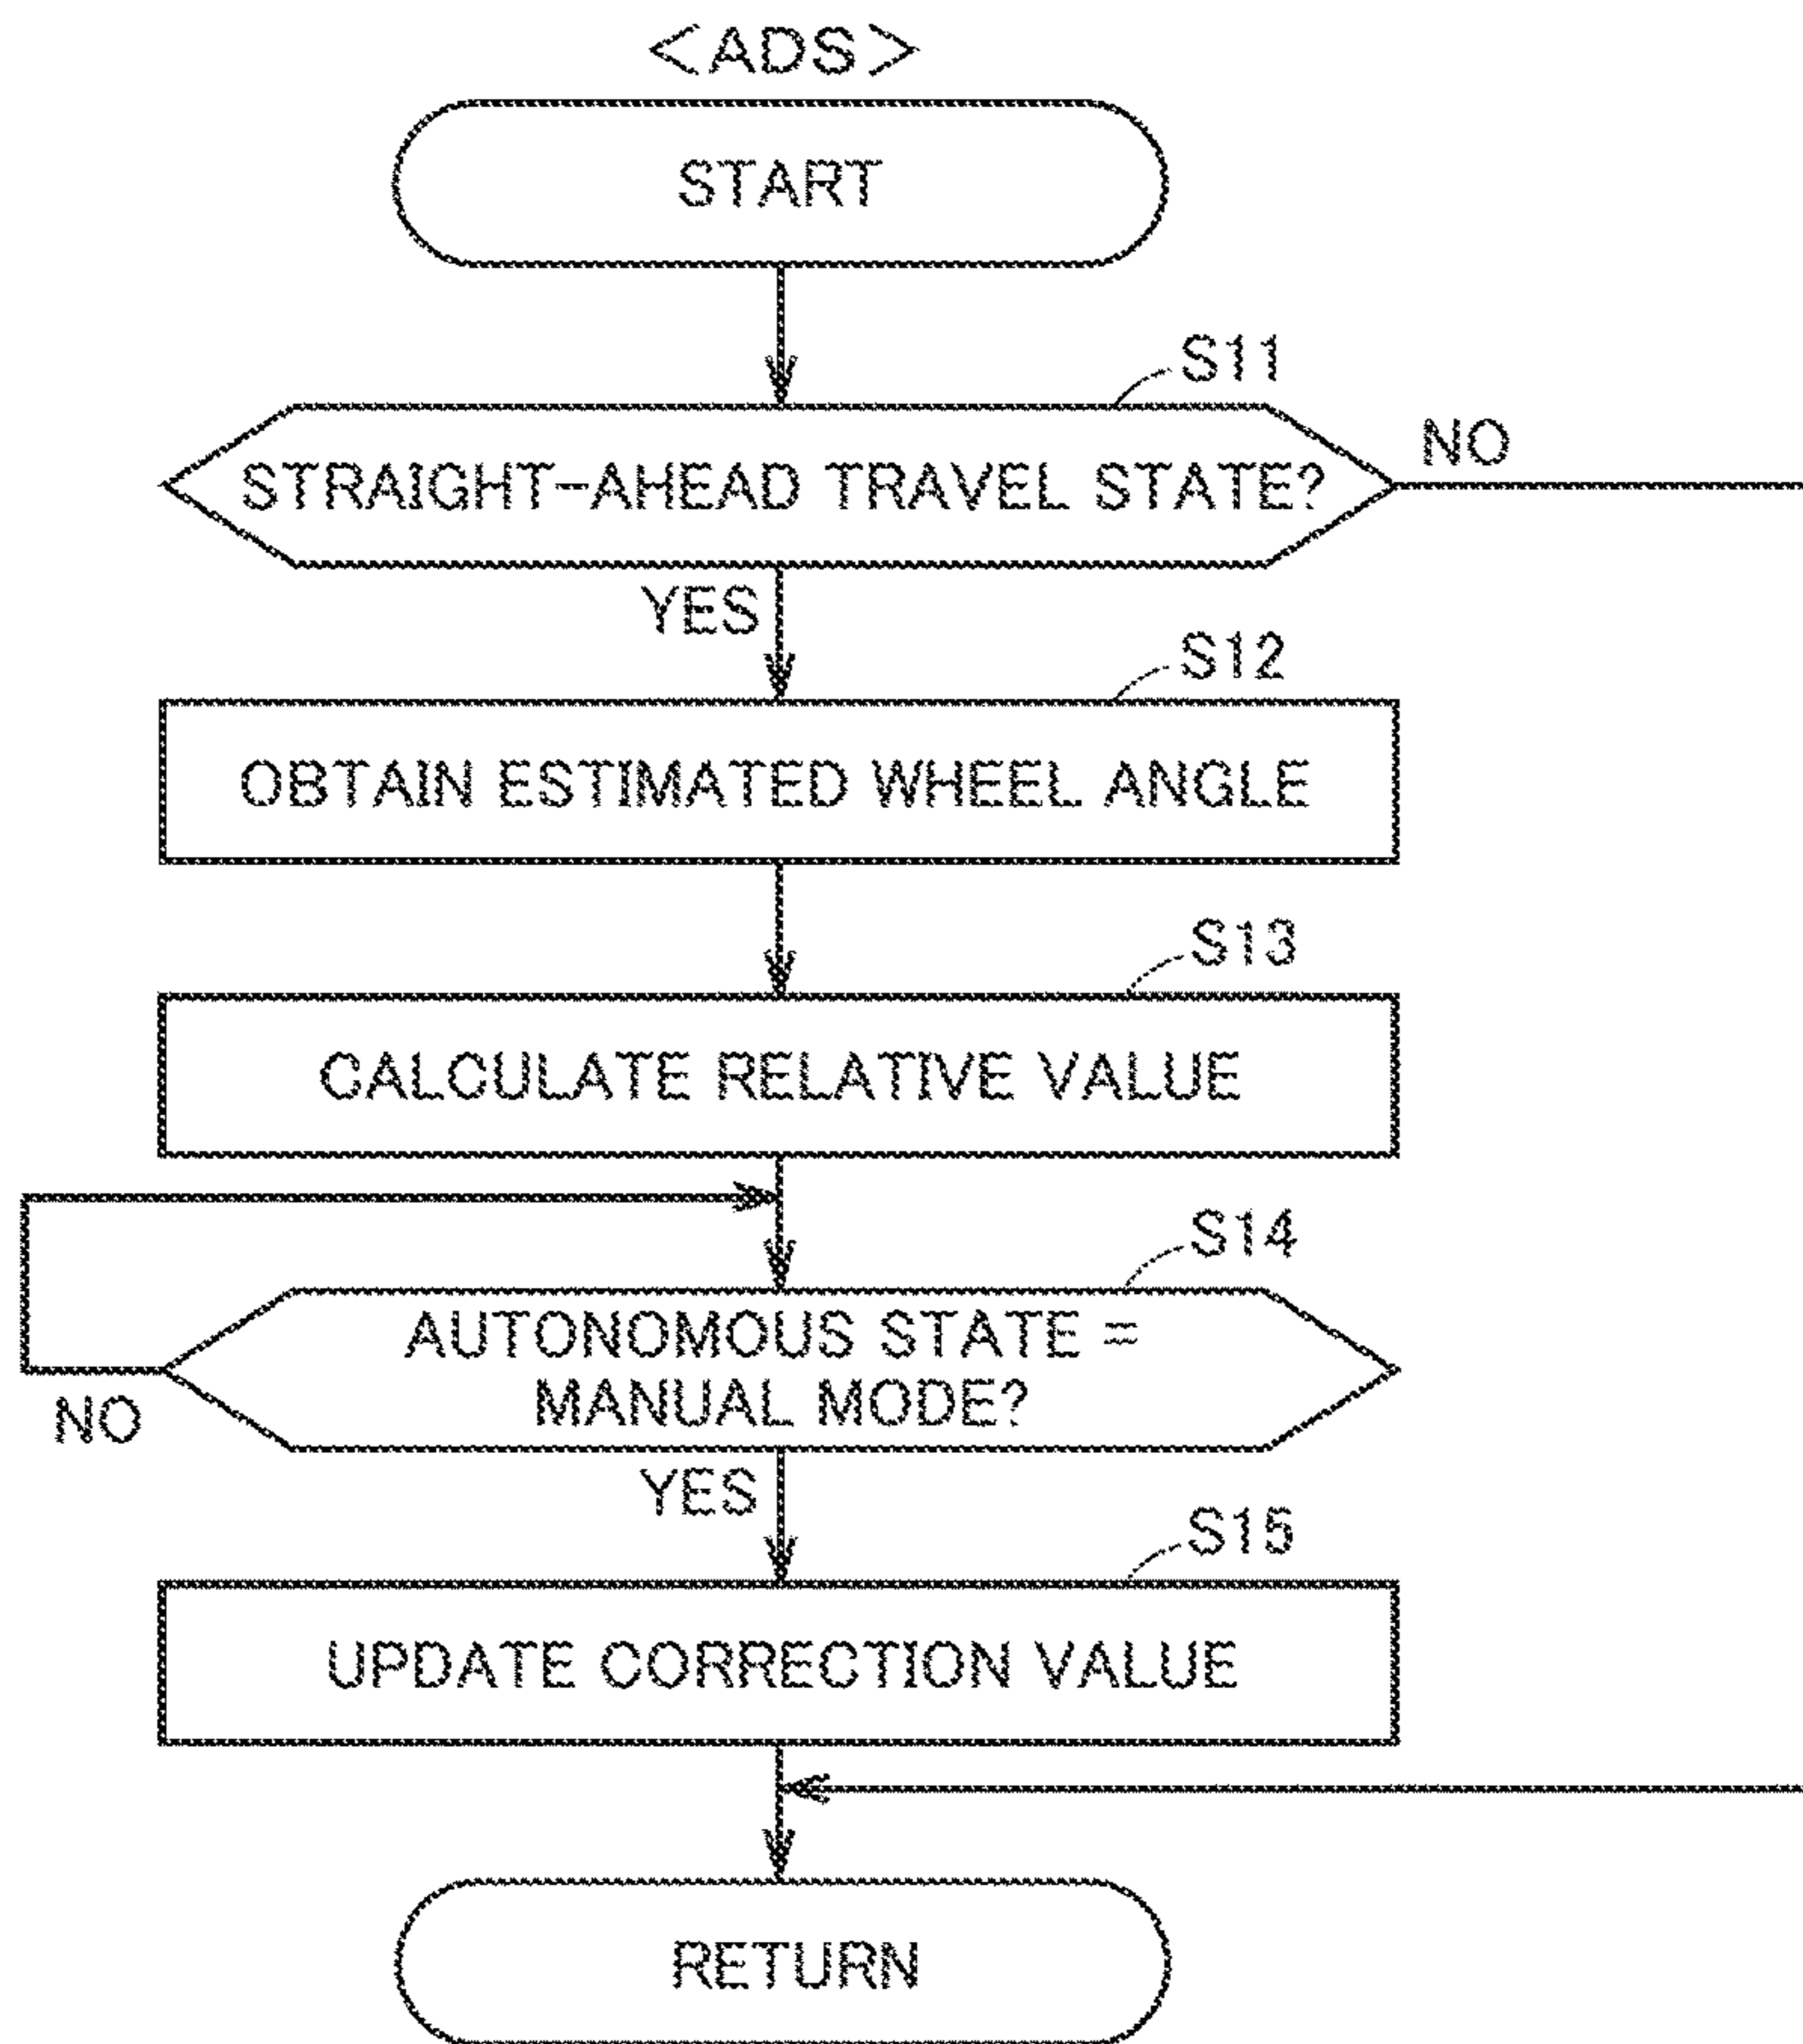 <ADS>
START
S11
STRAIGHT-AHEAD TRAVEL STATE?
NO
YES
S12
OBTAIN ESTIMATED WHEEL ANGLE
S13
CALCULATE RELATIVE VALUE
S14
AUTONOMOUS STATE =
MANUAL MODE?
NO
YES
S15
UPDATE CORRECTION VALUE
RETURN